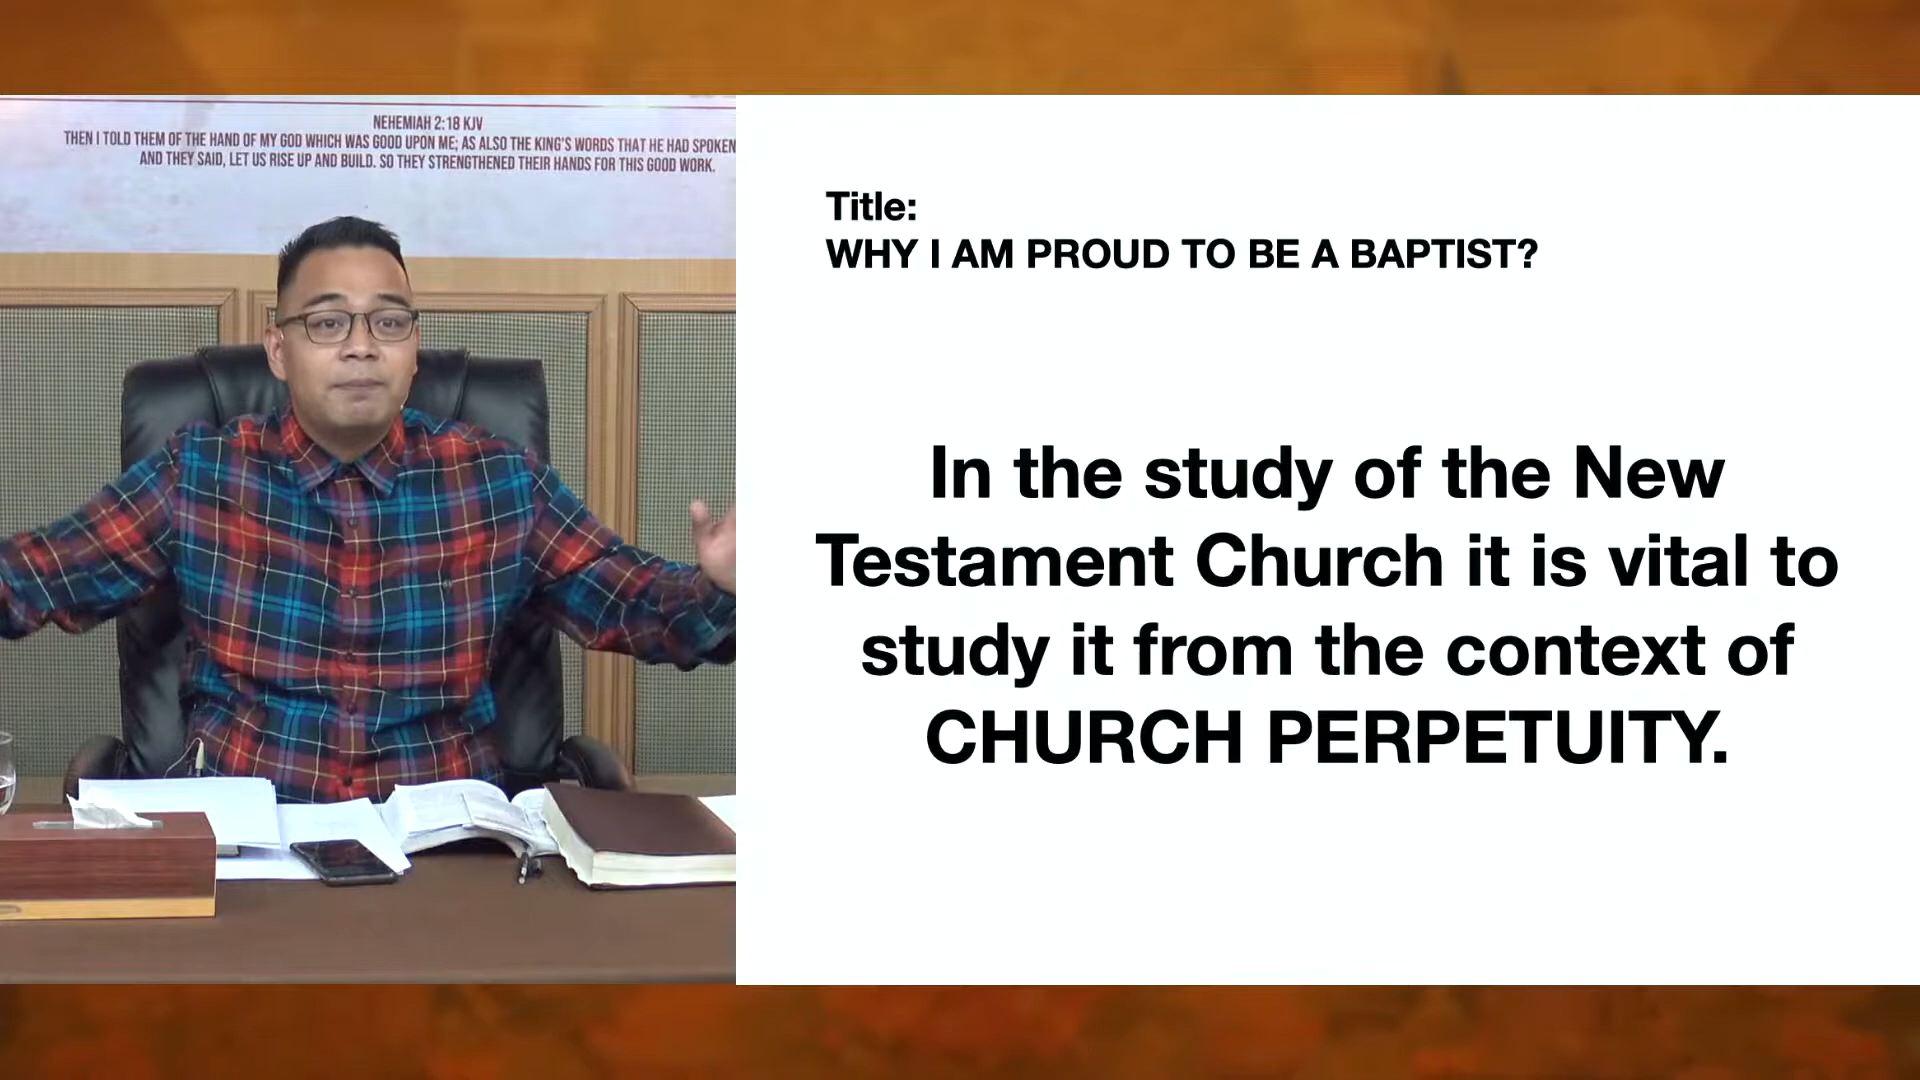 NEHEMIAH 2:18 KJV
THEN I TOLD THEM OF THE HAND OF MY GOD WHICH WAS GOOD UPON ME; AS ALSO THE KING'S WORDS THAT HE HAD SPOKEN
AND THEY SAID, LET US RISE UP AND BUILD. SO THEY STRENGTHENED THEIR HANDS FOR THIS GOOD WORK.
Title:
WHY I AM PROUD TO BE A BAPTIST?
In the study of the New
Testament Church it is vital to
study it from the context of
CHURCH PERPETUITY.